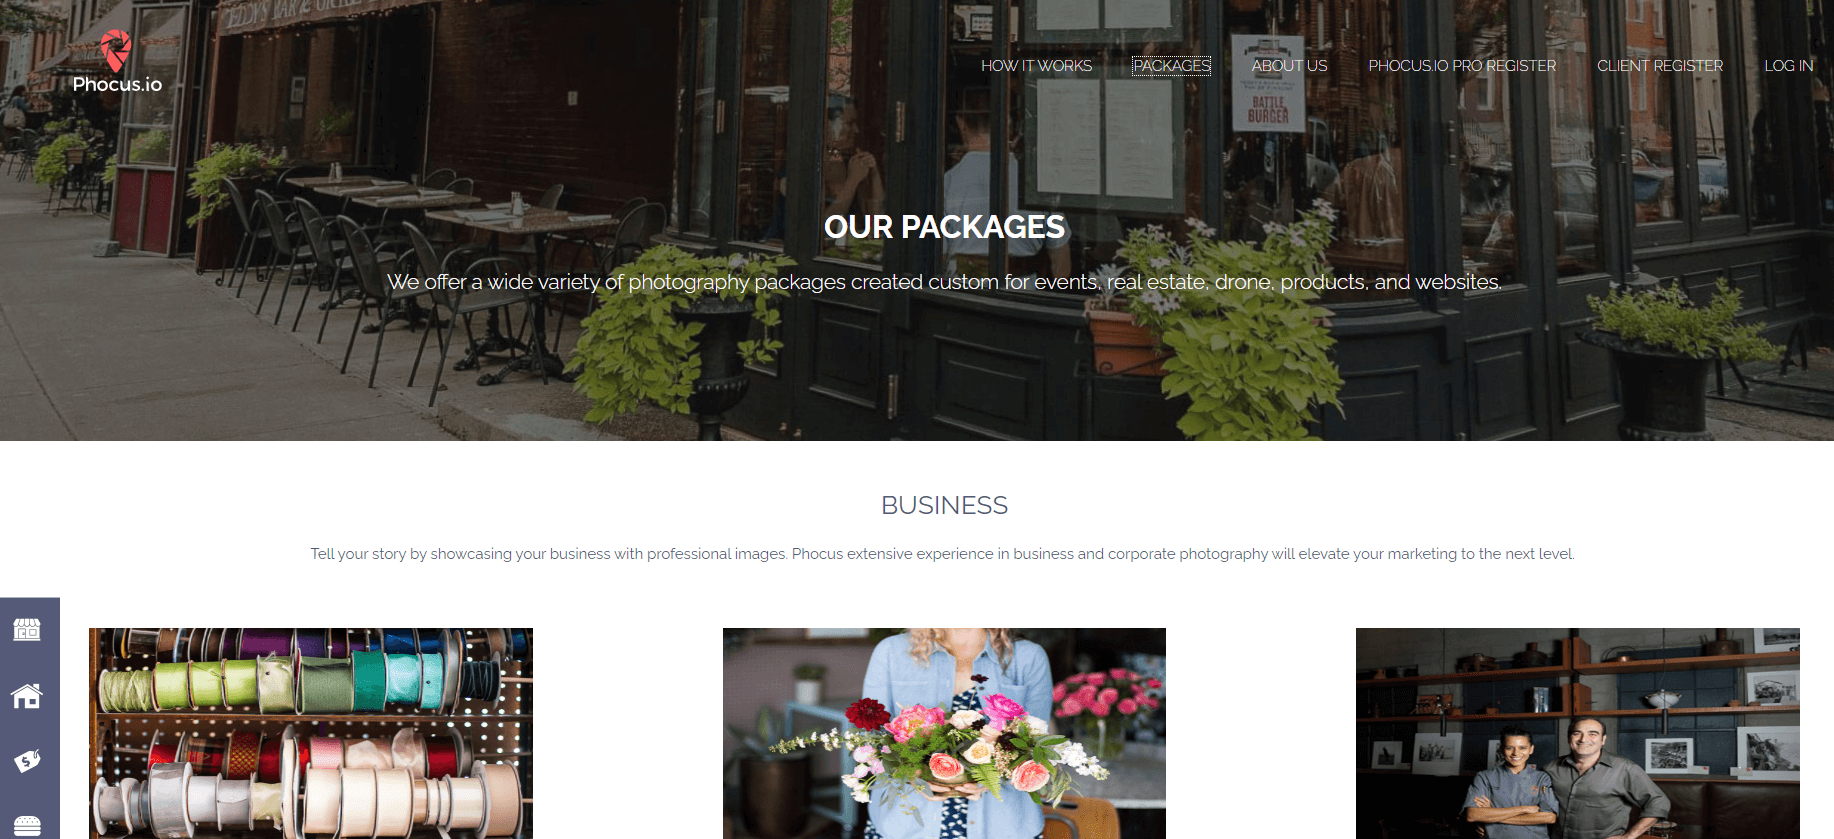 Phocus.io
HOW IT WORKS
PACKAGES
ABOUT US
PHOCUS.IO PRO REGISTER
CLIENT REGISTER
LOG IN
BATTLE
BURGER
OUR PACKAGES
We offer a wide variety of photography packages created custom for events, real estate, drone, products, and websites.
BUSINESS
Tell your story by showcasing your business with professional images. Phocus extensive experience in business and corporate photography will elevate your marketing to the next level.
$